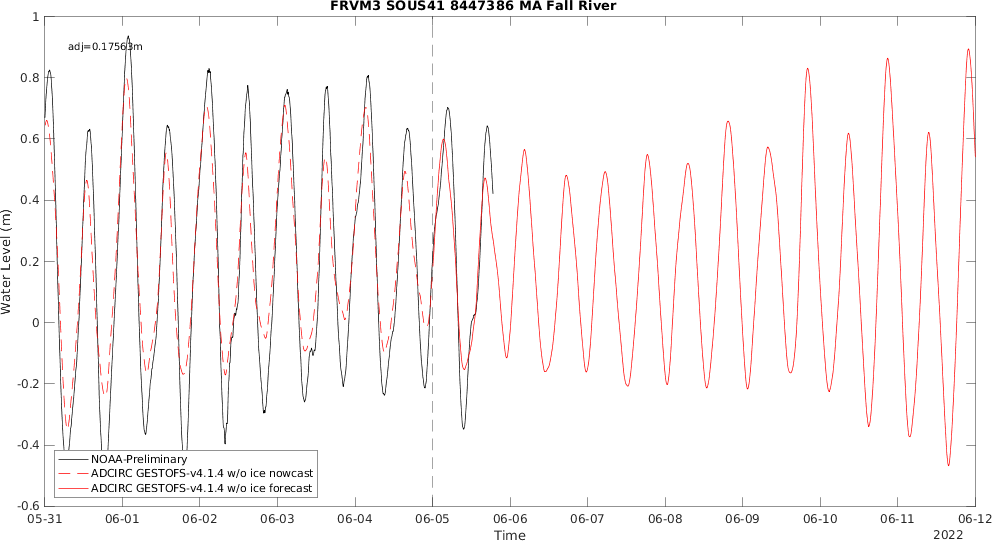 FRVM3 SOUS41 8447386 MA Fall River
adj=0.17563m
Water Level (m)
1
0.8
0.6
0.4
0.2
0
-0.2
-0.4
-0.6
NOAA-Preliminary
ADCIRC GESTOFS-v4.1.4 w/o ice nowcast
ADCIRC GESTOFS-v4.1.4 w/o ice forecast
05-31 06-01 06-02 06-03 06-04 06-05 06-06 06-07 06-08 06-09 06-10 06-11 06-12
Time
2022